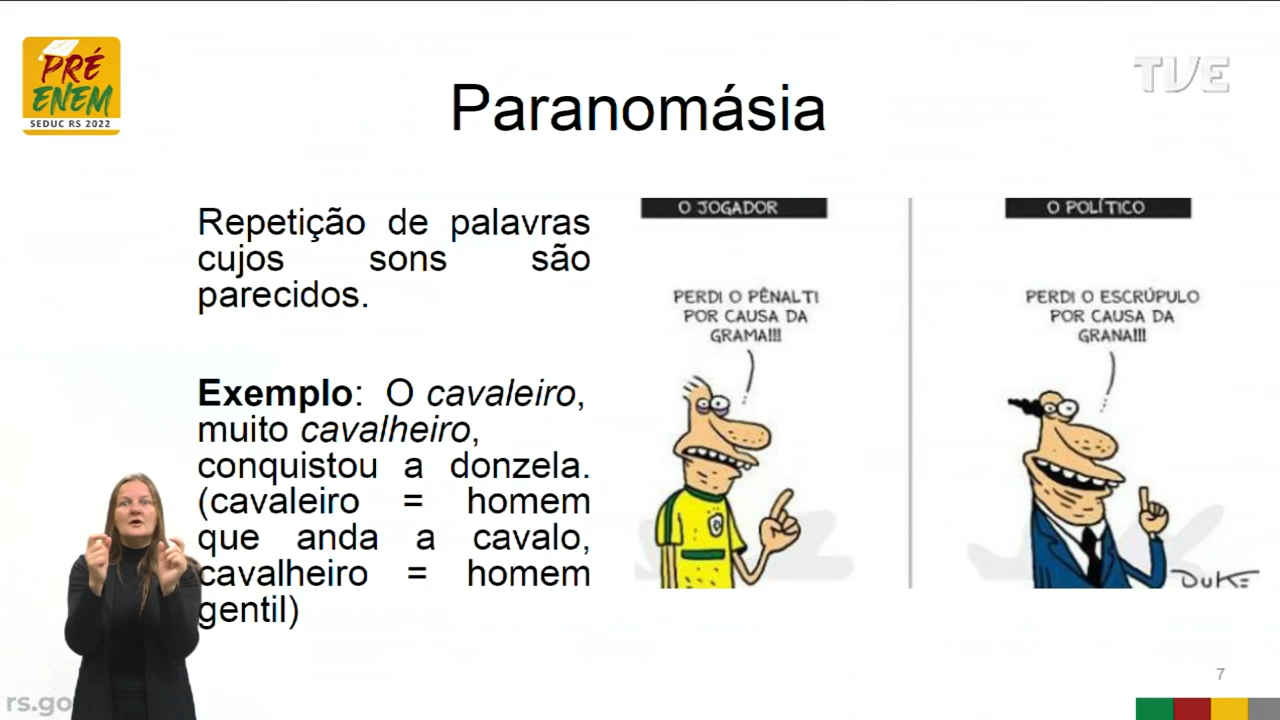 PRÉ
ENEM
SEDUC RS 2022
TVE
Paranomásia
Repetição de palavras
cujos sons são
parecidos.
Exemplo: O cavaleiro,
muito cavalheiro,
conquistou a donzela.
(cavaleiro = homem
que anda a cavalo,
cavalheiro = homem
gentil)
O JOGADOR
PERDI O PÊNALTI
POR CAUSA DA
GRAMA!!!
O POLÍTICO
PERDI O ESCRÚPULO
POR CAUSA DA
GRANA!!!
DUKE
7
rs.go